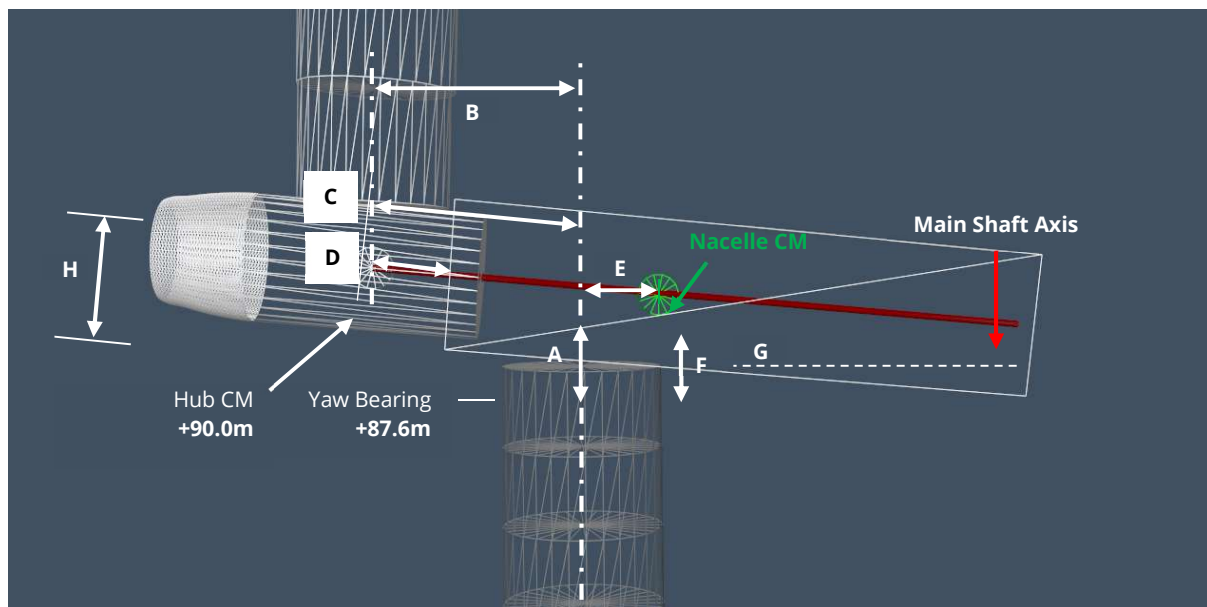 B
C
Main Shaft Axis
Nacelle CM
D
E
H
A
F
G
Hub CM
+90.0m
Yaw Bearing
+87.6m